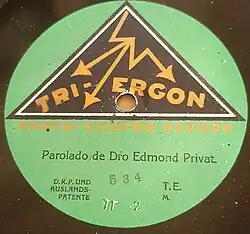 TRI-ERGON
PHOTO-ELECTRO-RECORD
Parolado de Dro Edmond Privat.
D.R.P. UND
AUSLANDS-
PATENTE
534
T.E.
M.